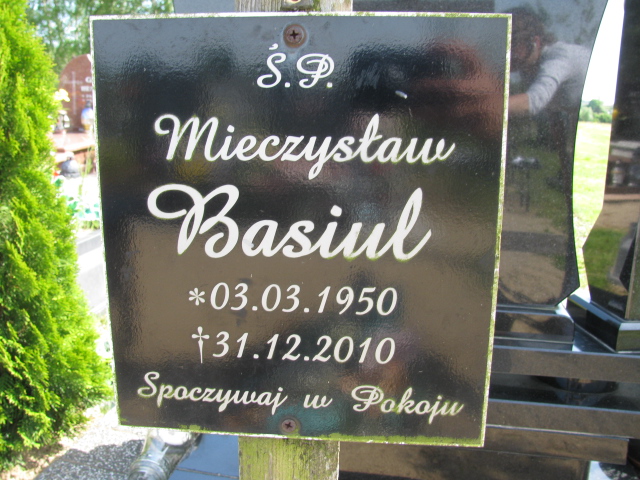 Ś.P.
Mieczysław
Basiul
*03.03.1950
†31.12.2010
Spoczywaj w Pokoju